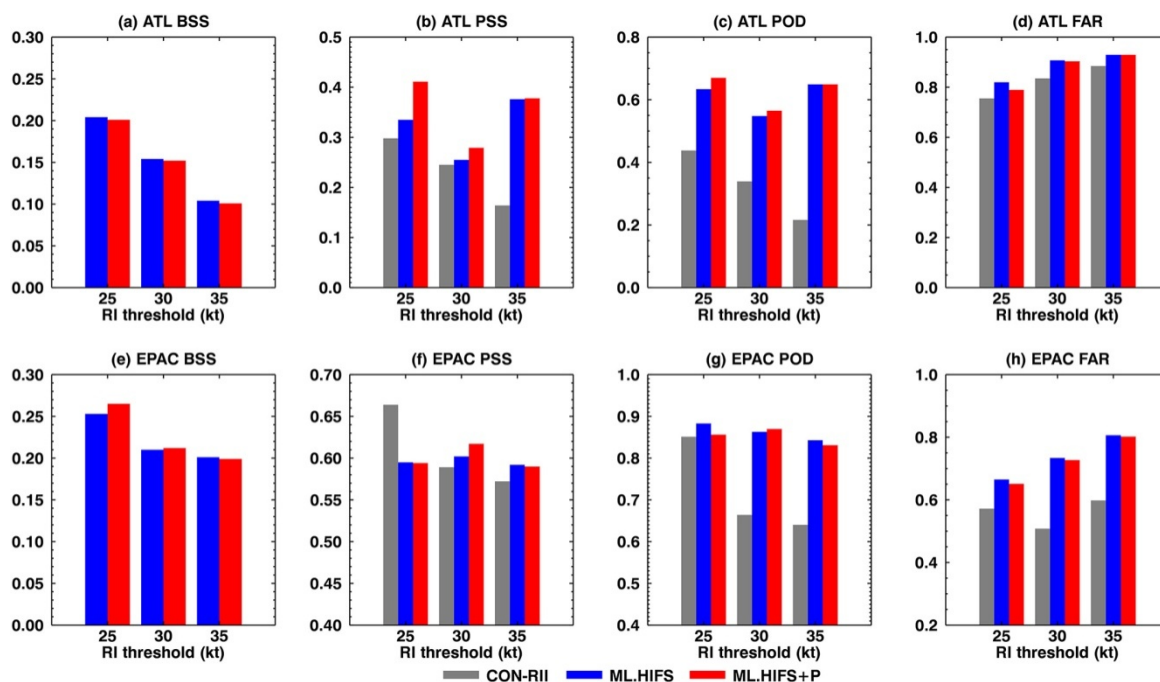 (a) ATL BSS
(b) ATL PSS
(c) ATL POD
(d) ATL FAR
0.30
0.25
0.20
0.15
0.10
0.05
0.00
0.5
0.4
0.3
0.2
0.1
0.0
0.8
0.6
0.4
0.2
0.0
1.0
0.8
0.6
0.4
0.2
0.0
25 30 35
25 30 35
25 30 35
25 30 35
RI threshold (kt)
RI threshold (kt)
RI threshold (kt)
RI threshold (kt)
(e) EPAC BSS
(f) EPAC PSS
(g) EPAC POD
(h) EPAC FAR
0.30
0.25
0.20
0.15
0.10
0.05
0.00
0.70
0.65
0.60
0.55
0.50
0.45
0.40
1.0
0.9
0.8
0.7
0.6
0.5
0.4
1.0
0.8
0.6
0.4
0.2
25 30 35
25 30 35
25 30 35
25 30 35
RI threshold (kt)
RI threshold (kt)
RI threshold (kt)
RI threshold (kt)
CON-RII
ML.HIFS
ML.HIFS+P